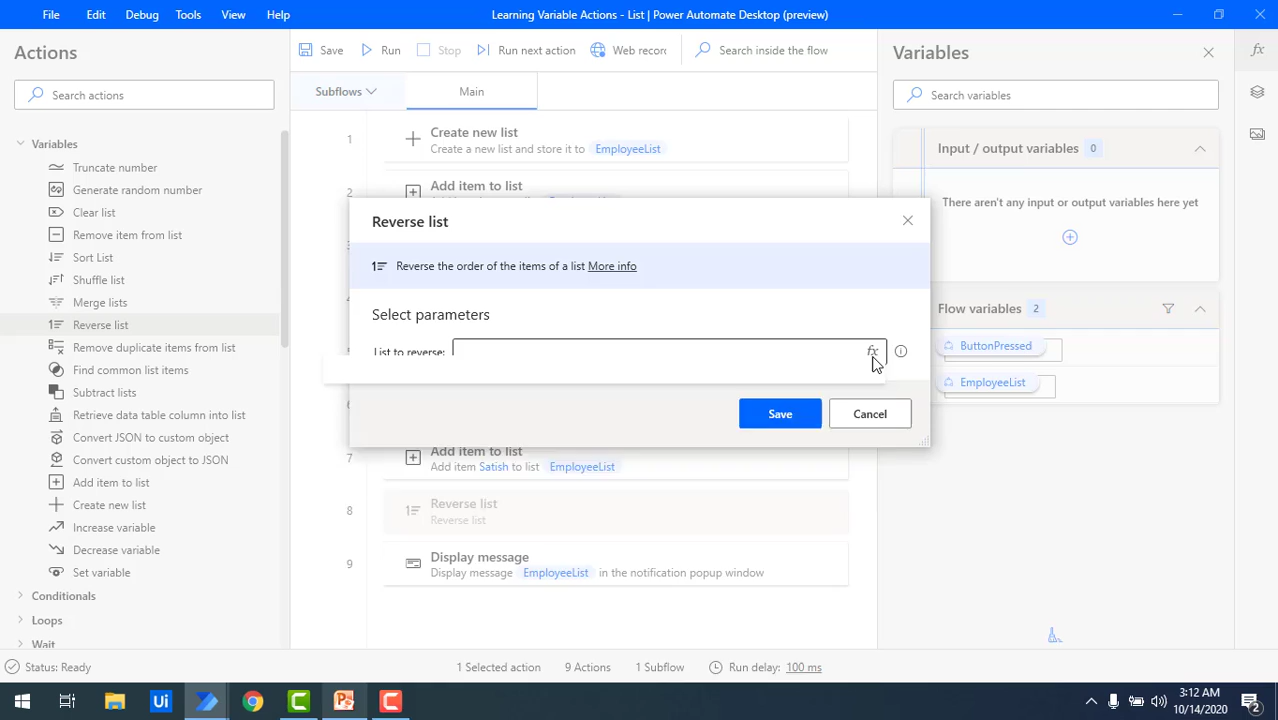 File Edit Debug Tools View Help
Learning Variable Actions - List | Power Automate Desktop (preview)
Actions
Search actions
Variables
Truncate number
Generate random number
Clear list
Remove item from list
Sort List
Shuffle list
Merge lists
Reverse list
Remove duplicate items from list
Find common list items
Subtract lists
Retrieve data table column into list
Convert JSON to custom object
Convert custom object to JSON
Add item to list
Create new list
Increase variable
Decrease variable
Set variable
Conditionals
Loops
Wait
Save Run Stop Run next action Web recor Search inside the flow
Subflows Main
1 Create new list
Create a new list and store it to EmployeeList
2 Add item to list
Reverse list
Reverse the order of the items of a list More info
Select parameters
List to reverse: fx
Save Cancel
7 Add item to list
Add item Satish to list EmployeeList
8 Reverse list
Reverse list
9 Display message
Display message EmployeeList in the notification popup window
Variables
fx
Search variables
Input / output variables 0
There aren't any input or output variables here yet
Flow variables 2
ButtonPressed
EmployeeList
Status: Ready 1 Selected action 9 Actions 1 Subflow Run delay: 100 ms
Ui
3:12 AM
10/14/2020
2